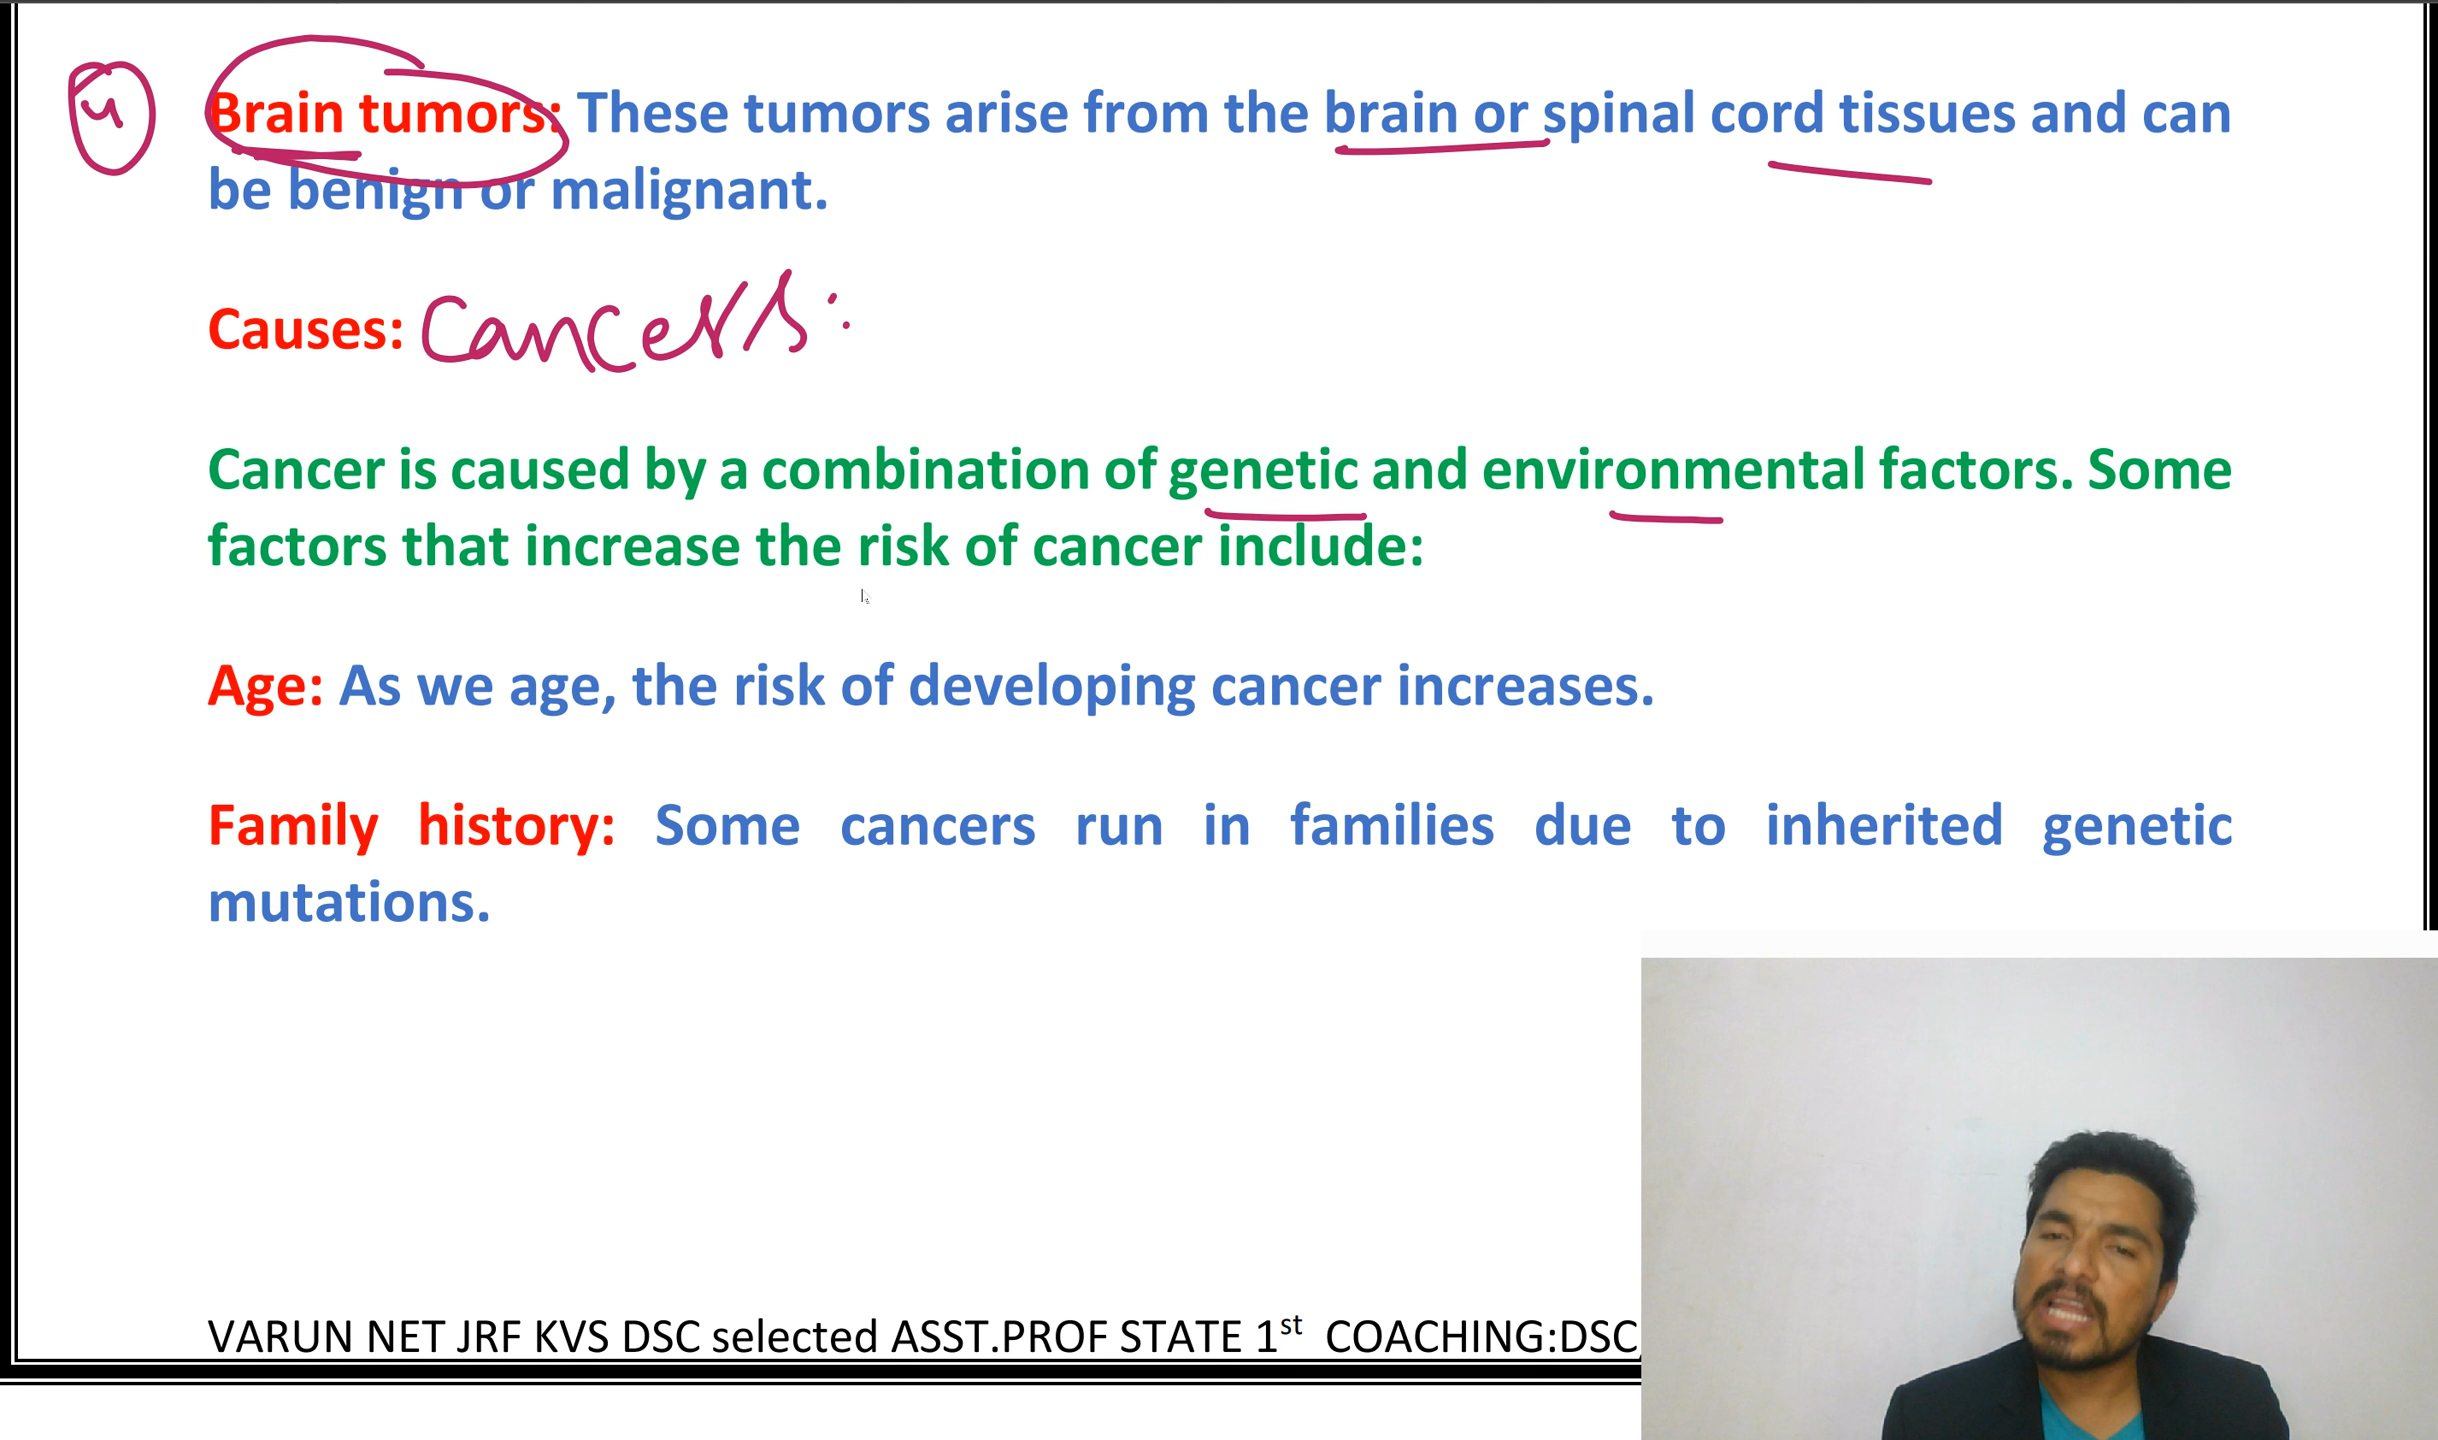 4 Brain tumors: These tumors arise from the brain or spinal cord tissues and can
be benign or malignant.
Causes: Cancers:
Cancer is caused by a combination of genetic and environmental factors. Some
factors that increase the risk of cancer include:
Age: As we age, the risk of developing cancer increases.
Family history: Some cancers run in families due to inherited genetic
mutations.
VARUN NET JRF KVS DSC selected ASST.PROF STATE 1st COACHING:DSC,